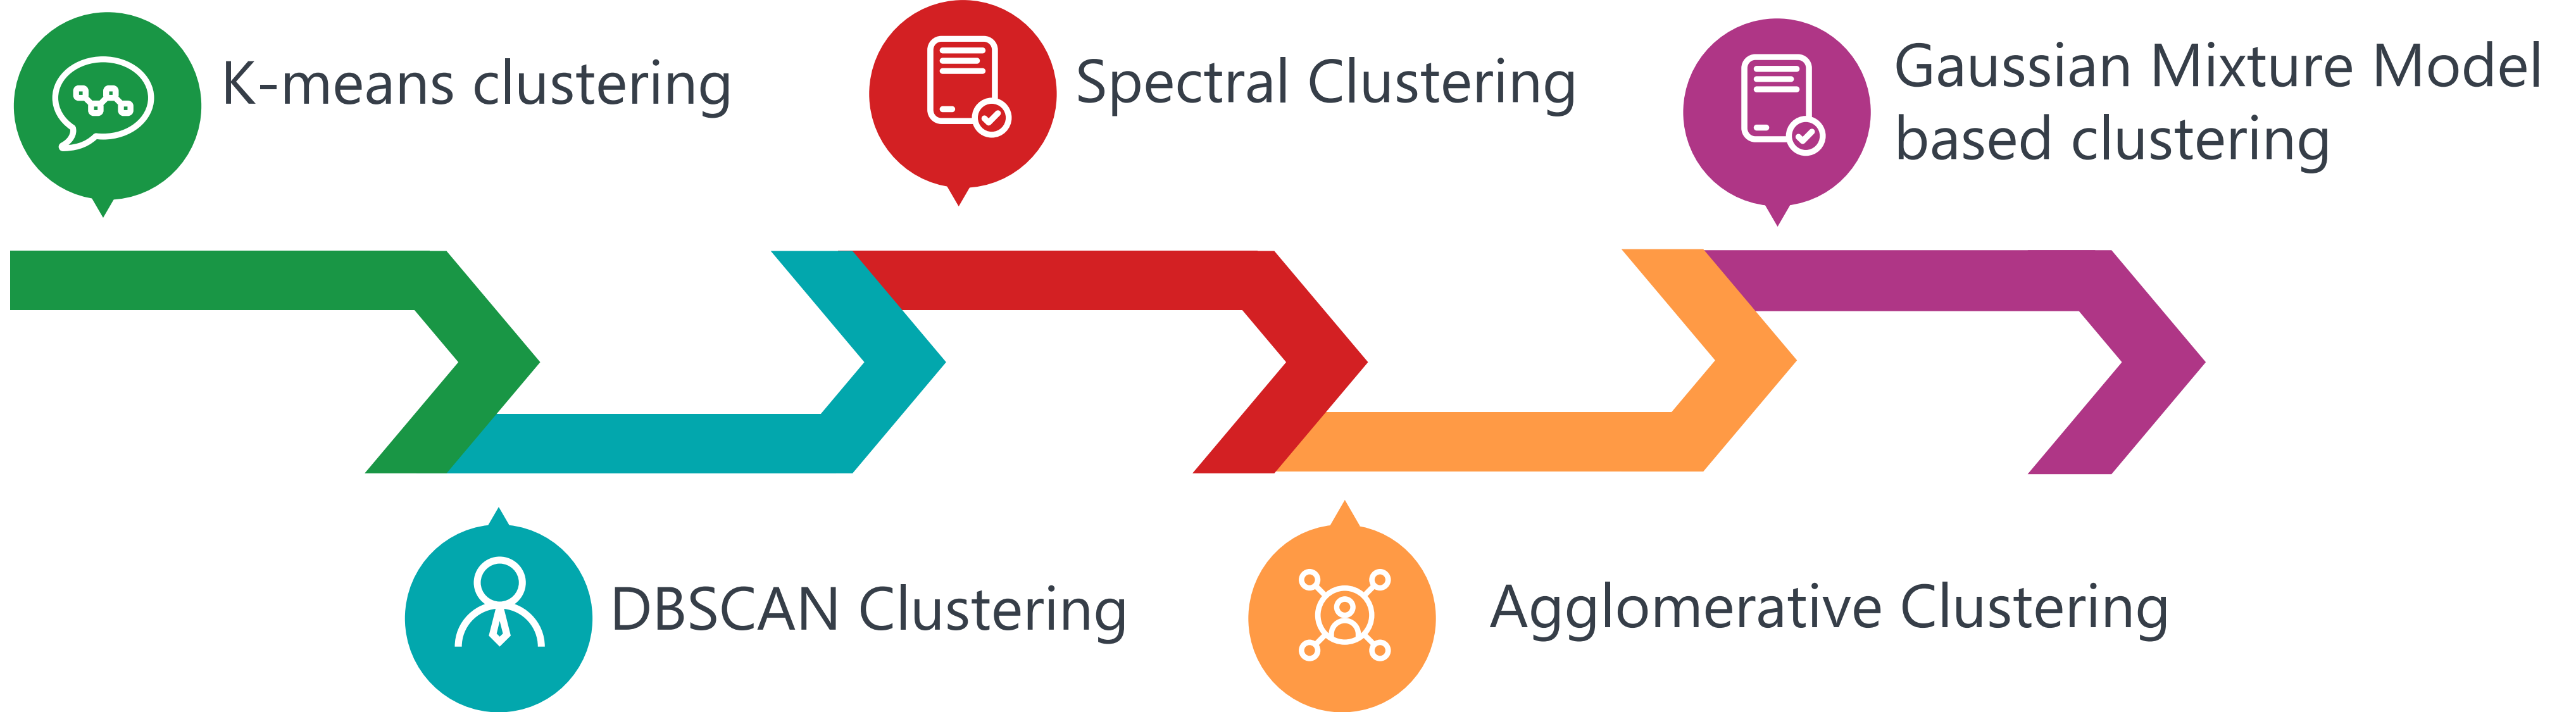 K-means clustering
DBSCAN Clustering
Spectral Clustering
Agglomerative Clustering
Gaussian Mixture Model
based clustering